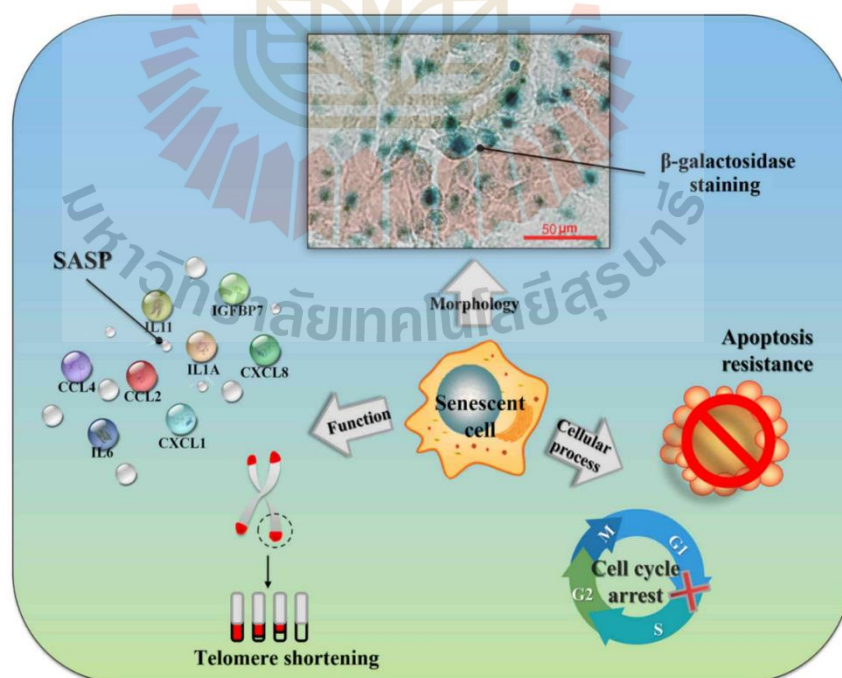 β-galactosidase
staining
50 µm
มหาวิทยาลัยเทคโนโลยีสุรนารี
SASP
Morphology
IL11
IGFBP7
IL1A
CXCL8
CCL4
CCL2
CXCL1
IL6
Function
Senescent
cell
Cellular
process
Apoptosis
resistance
M
G1
Cell cycle
arrest
G2
S
Telomere shortening